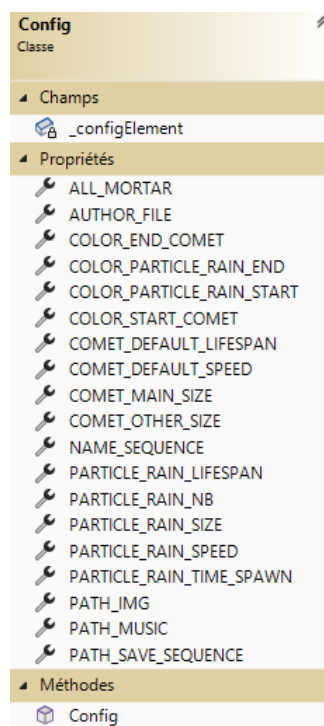 Config
Classe
Champs
_configElement
Propriétés
ALL_MORTAR
AUTHOR_FILE
COLOR_END_COMET
COLOR_PARTICLE_RAIN_END
COLOR_PARTICLE_RAIN_START
COLOR_START_COMET
COMET_DEFAULT_LIFESPAN
COMET_DEFAULT_SPEED
COMET_MAIN_SIZE
COMET_OTHER_SIZE
NAME_SEQUENCE
PARTICLE_RAIN_LIFESPAN
PARTICLE_RAIN_NB
PARTICLE_RAIN_SIZE
PARTICLE_RAIN_SPEED
PARTICLE_RAIN_TIME_SPAWN
PATH_IMG
PATH_MUSIC
PATH_SAVE_SEQUENCE
Méthodes
Config